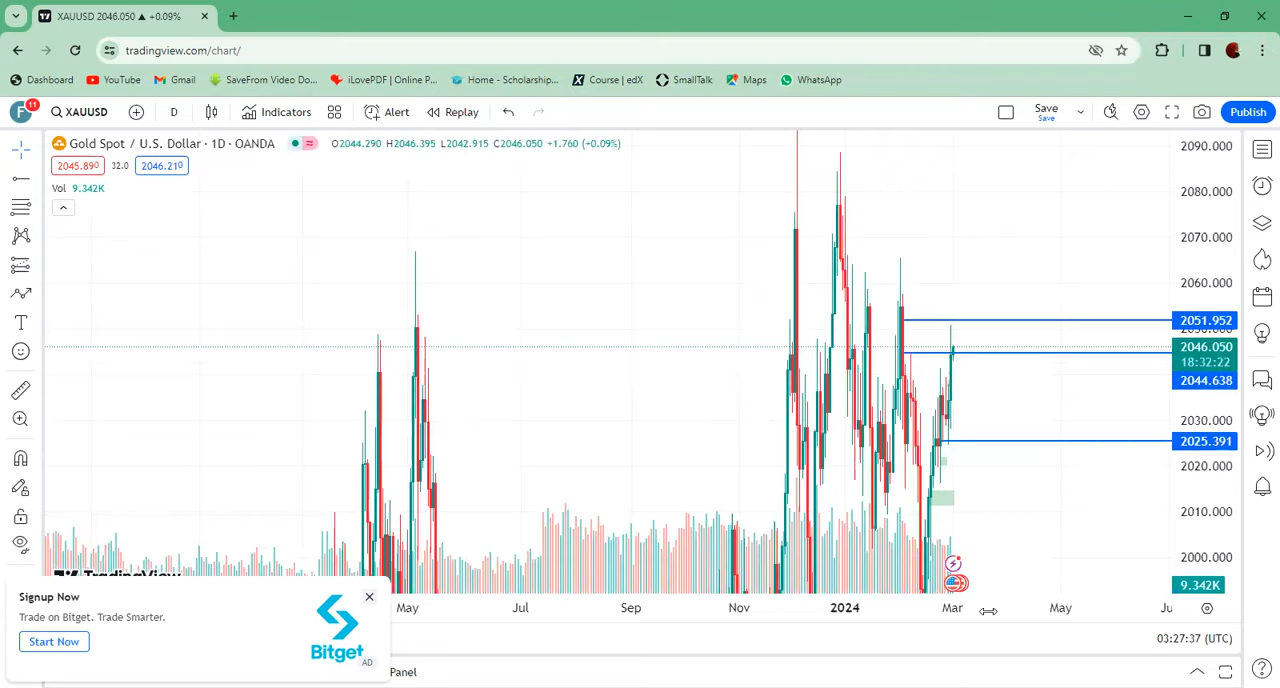 XAUUSD 2046.050 ▲ +0.09%
tradingview.com/chart/
Dashboard YouTube Gmail SaveFrom Video Do... iLovePDF | Online P... Home - Scholarship... Course | edX SmallTalk Maps WhatsApp
F 11 XAUUSD D Indicators Alert Replay Save Publish
Save
Gold Spot / U.S. Dollar · 1D · OANDA O2044.290 H2046.395 L2042.915 C2046.050 +1.760 (+0.09%)
2045.890 32.0 2046.210
Vol 9.342K
2090.000
2080.000
2070.000
2060.000
2051.952
2046.050
18:32:22
2044.638
2030.000
2025.391
2020.000
2010.000
2000.000
9.342K
TradingView
May Jul Sep Nov 2024 Mar May Ju
Signup Now
Trade on Bitget. Trade Smarter.
Start Now
Bitget
AD
03:27:37 (UTC)
Panel